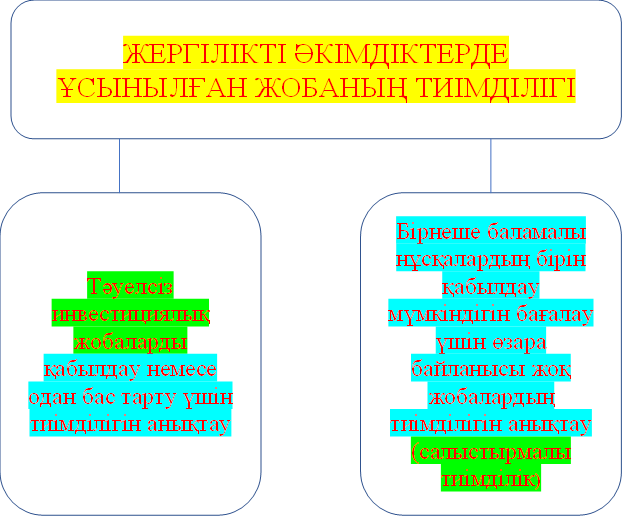 ЖЕРГІЛІКТІ ӘКІМДІКТЕРДЕ
ҰСЫНЫЛҒАН ЖОБАНЫҢ ТИІМДІЛІГІ
Тәуелсіз
инвестициялық
жобаларды
қабылдау немесе
одан бас тарту үшін
тиімділігін анықтау
Бірнеше баламалы
нұсқалардың бірін
қабылдау
мүмкіндігін бағалау
үшін өзара
байланысы жоқ
жобалардың
тиімділігін анықтау
(салыстырмалы
тиімділік)